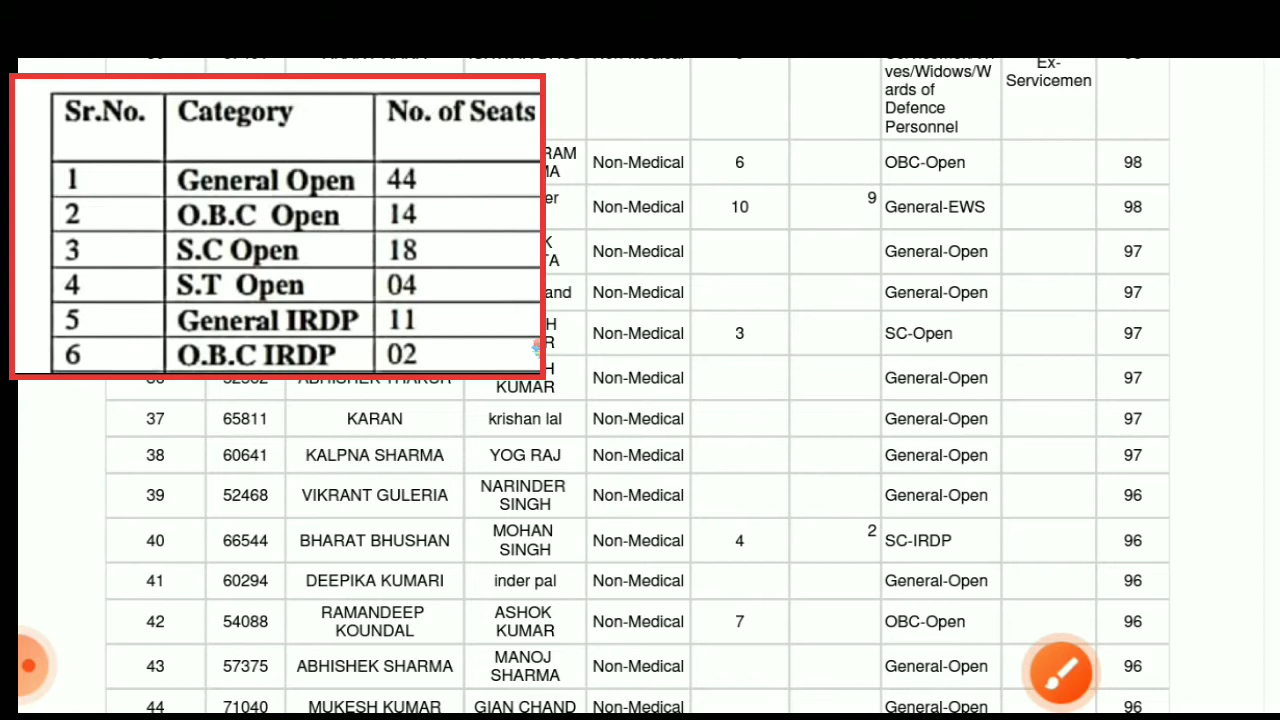 Sr.No. Category No. of Seats
1 General Open 44
2 O.B.C Open 14
3 S.C Open 18
4 S.T Open 04
5 General IRDP 11
6 O.B.C IRDP 02
ves/Widows/W
ards of
Defence
Personnel
Ex-
Servicemen
RAM
MA Non-Medical 6 OBC-Open 98
er Non-Medical 10 9 General-EWS 98
K
TA Non-Medical General-Open 97
and Non-Medical General-Open 97
H
R Non-Medical 3 SC-Open 97
H
KUMAR Non-Medical General-Open 97
37 65811 KARAN krishan lal Non-Medical General-Open 97
38 60641 KALPNA SHARMA YOG RAJ Non-Medical General-Open 97
39 52468 VIKRANT GULERIA NARINDER
SINGH Non-Medical General-Open 96
40 66544 BHARAT BHUSHAN MOHAN
SINGH Non-Medical 4 2 SC-IRDP 96
41 60294 DEEPIKA KUMARI inder pal Non-Medical General-Open 96
42 54088 RAMANDEEP
KOUNDAL ASHOK
KUMAR Non-Medical 7 OBC-Open 96
43 57375 ABHISHEK SHARMA MANOJ
SHARMA Non-Medical General-Open 96
44 71040 MUKESH KUMAR GIAN CHAND Non-Medical General-Open 96